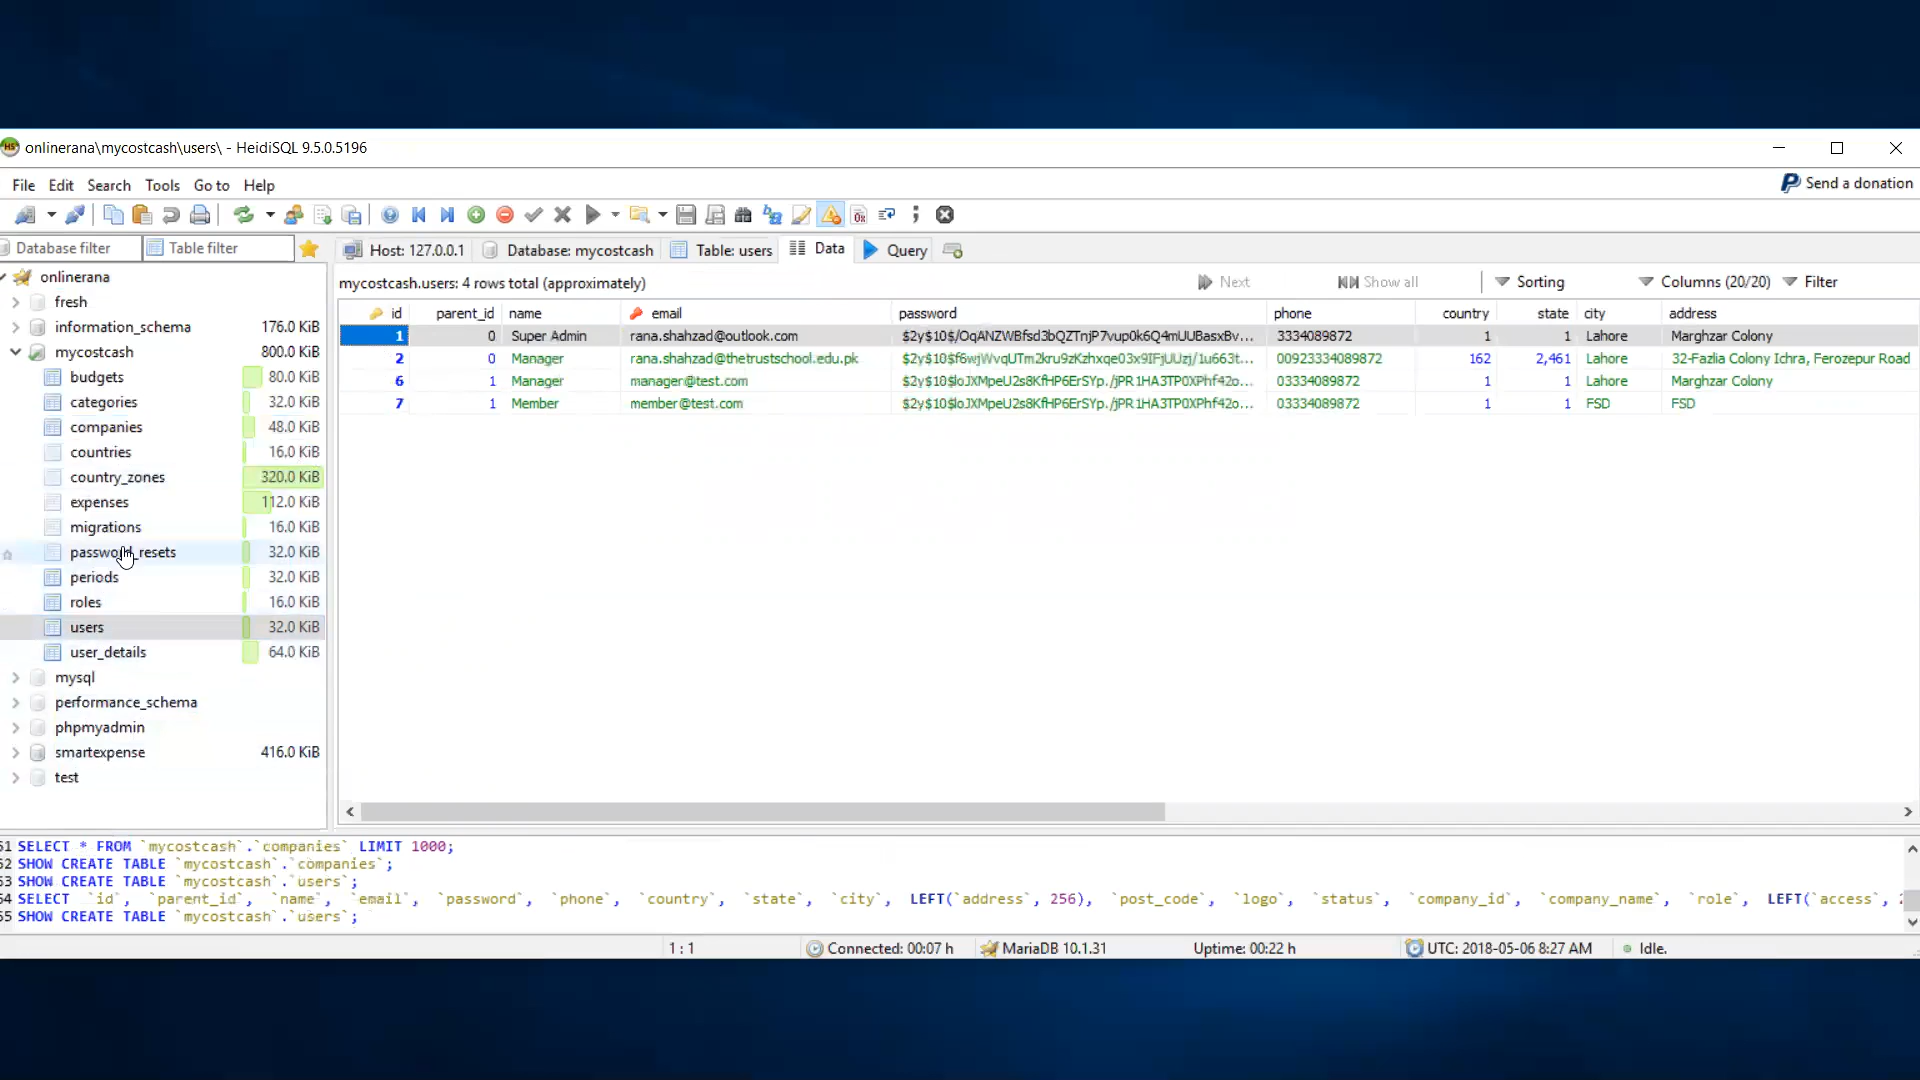 onlinerana\mycostcash\users\ - HeidiSQL 9.5.0.5196
File Edit Search Tools Go to Help
Send a donation
Database filter Table filter
Host: 127.0.0.1 Database: mycostcash Table: users Data Query
onlinerana
fresh
information_schema 176.0 KiB
mycostcash 800.0 KiB
budgets 80.0 KiB
categories 32.0 KiB
companies 48.0 KiB
countries 16.0 KiB
country_zones 320.0 KiB
expenses 112.0 KiB
migrations 16.0 KiB
password_resets 32.0 KiB
periods 32.0 KiB
roles 16.0 KiB
users 32.0 KiB
user_details 64.0 KiB
mysql
performance_schema
phpmyadmin
smartexpense 416.0 KiB
test
mycostcash.users: 4 rows total (approximately) Next Show all Sorting Columns (20/20) Filter
id parent_id name email password phone country state city address
1 0 Super Admin rana.shahzad@outlook.com 3334089872 1 1 Lahore Marghzar Colony
2 0 Manager rana.shahzad@thetrustschool.edu.pk 00923334089872 162 2,461 Lahore 32-Fazlia Colony Ichra, Ferozepur Road
6 1 Manager manager@test.com 03334089872 1 1 Lahore Marghzar Colony
7 1 Member member@test.com 03334089872 1 1 FSD FSD
51 SELECT * FROM `mycostcash`.`companies` LIMIT 1000;
52 SHOW CREATE TABLE `mycostcash`.`companies`;
53 SHOW CREATE TABLE `mycostcash`.`users`;
54 SELECT `id`, `parent_id`, `name`, `email`, `password`, `phone`, `country`, `state`, `city`, LEFT(`address`, 256), `post_code`, `logo`, `status`, `company_id`, `company_name`, `role`, LEFT(`access`,
55 SHOW CREATE TABLE `mycostcash`.`users`;
1 : 1 Connected: 00:07 h MariaDB 10.1.31 Uptime: 00:22 h UTC: 2018-05-06 8:27 AM Idle.